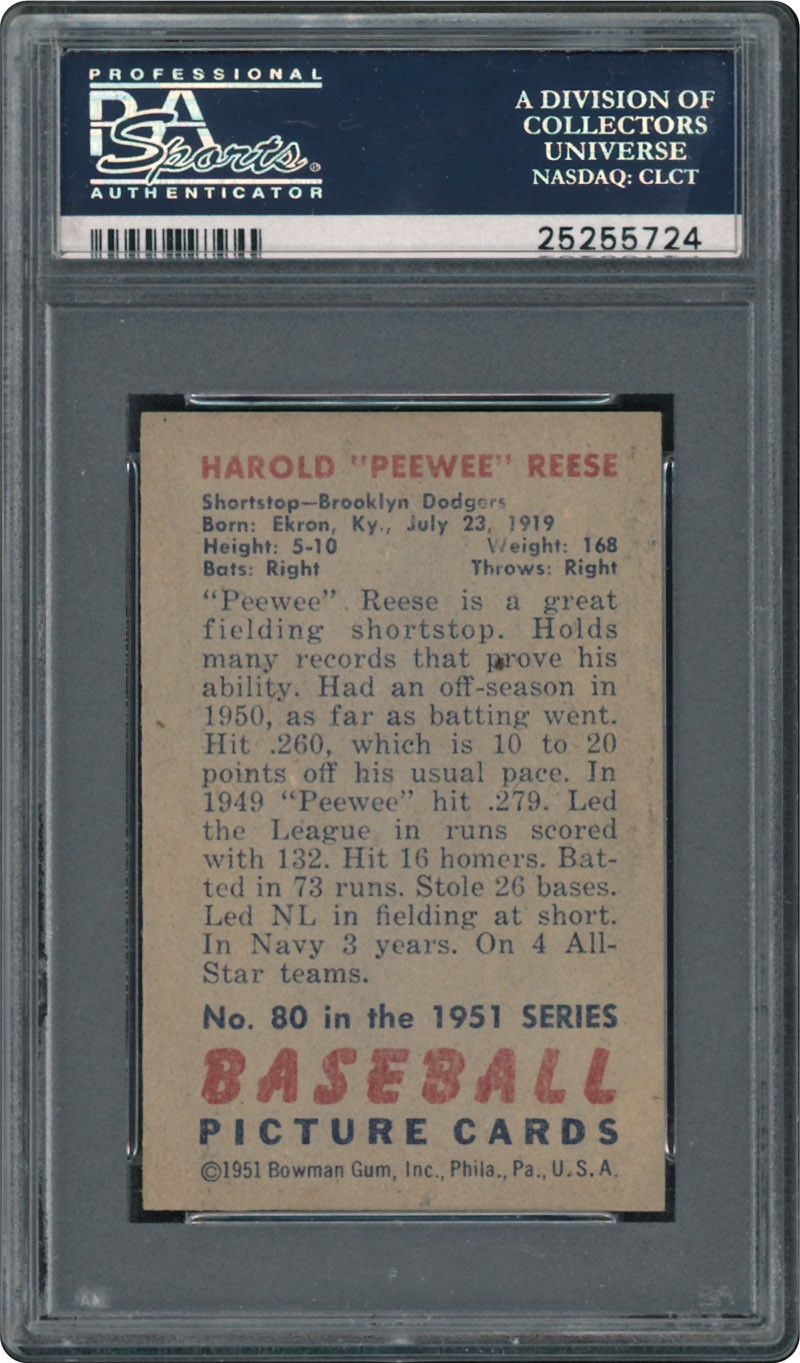 PROFESSIONAL
PSA
Sports®
AUTHENTICATOR
A DIVISION OF
COLLECTORS
UNIVERSE
NASDAQ: CLCT
25255724
HAROLD "PEEWEE" REESE
Shortstop—Brooklyn Dodgers
Born: Ekron, Ky., July 23, 1919
Height: 5-10 Weight: 168
Bats: Right Throws: Right
"Peewee" Reese is a great
fielding shortstop. Holds
many records that prove his
ability. Had an off-season in
1950, as far as batting went.
Hit .260, which is 10 to 20
points off his usual pace. In
1949 "Peewee" hit .279. Led
the League in runs scored
with 132. Hit 16 homers. Bat-
ted in 73 runs. Stole 26 bases.
Led NL in fielding at short.
In Navy 3 years. On 4 All-
Star teams.
No. 80 in the 1951 SERIES
BASEBALL
PICTURE CARDS
©1951 Bowman Gum, Inc., Phila., Pa., U.S.A.